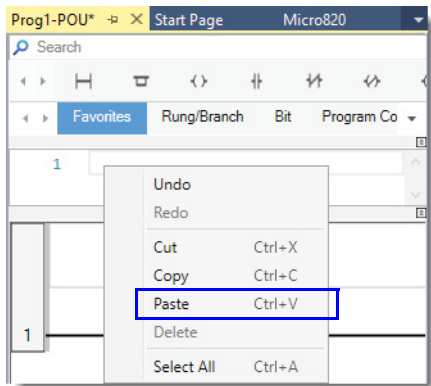 Prog1-POU* Start Page Micro820
Search
Favorites Rung/Branch Bit Program Co
1
Undo
Redo
Cut Ctrl+X
Copy Ctrl+C
Paste Ctrl+V
Delete
1
Select All Ctrl+A